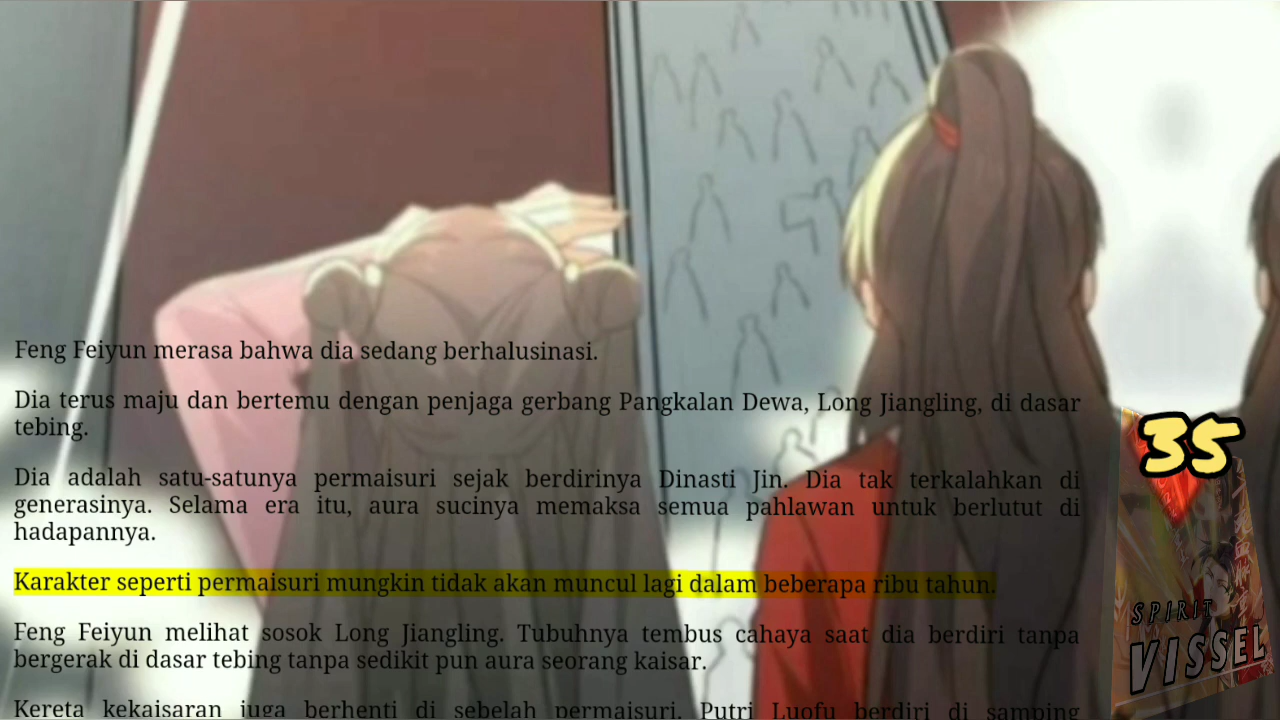 Feng Feiyun merasa bahwa dia sedang berhalusinasi.
Dia terus maju dan bertemu dengan penjaga gerbang Pangkalan Dewa, Long Jiangling, di dasar
tebing.
Dia adalah satu-satunya permaisuri sejak berdirinya Dinasti Jin. Dia tak terkalahkan di
generasinya. Selama era itu, aura sucinya memaksa semua pahlawan untuk berlutut di
hadapannya.
Karakter seperti permaisuri mungkin tidak akan muncul lagi dalam beberapa ribu tahun.
Feng Feiyun melihat sosok Long Jiangling. Tubuhnya tembus cahaya saat dia berdiri tanpa
bergerak di dasar tebing tanpa sedikit pun aura seorang kaisar.
Kereta kekaisaran juga berhenti di sebelah permaisuri. Putri Luofu berdiri di samping
35
SPIRIT
VISSEL